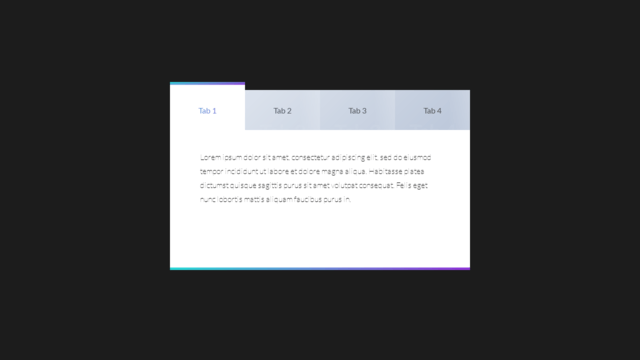 Tab 1 Tab 2 Tab 3 Tab 4
Lorem ipsum dolor sit amet, consectetur adipiscing elit, sed do eiusmod
tempor incididunt ut labore et dolore magna aliqua. Habitasse platea
dictumst quisque sagittis purus sit amet volutpat consequat. Felis eget
nunc lobortis mattis aliquam faucibus purus in.